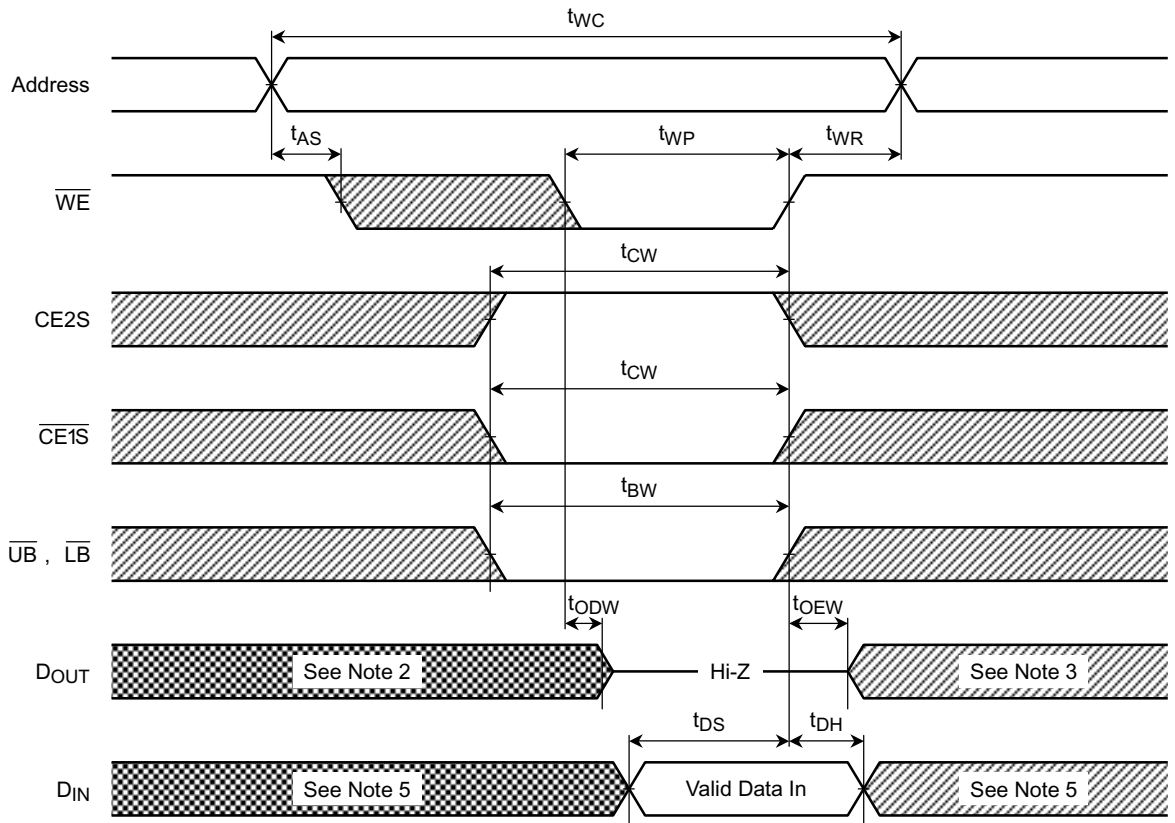 tWC
Address
tAS
tWP
tWR
WE
tCW
CE2S
tCW
CE1S
tBW
UB , LB
tODW
tOEW
DOUT
See Note 2
Hi-Z
See Note 3
tDS
tDH
DIN
See Note 5
Valid Data In
See Note 5